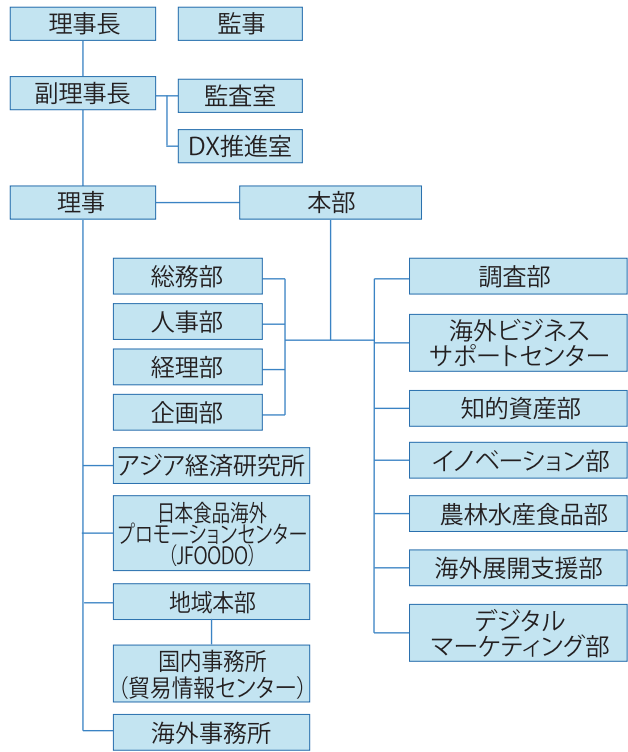 理事長
監事
副理事長
監査室
DX推進室
理事
本部
総務部
人事部
経理部
企画部
調査部
海外ビジネス
サポートセンター
知的資産部
イノベーション部
農林水産食品部
海外展開支援部
デジタル
マーケティング部
アジア経済研究所
日本食品海外
プロモーションセンター
（JFOODO）
地域本部
国内事務所
（貿易情報センター）
海外事務所